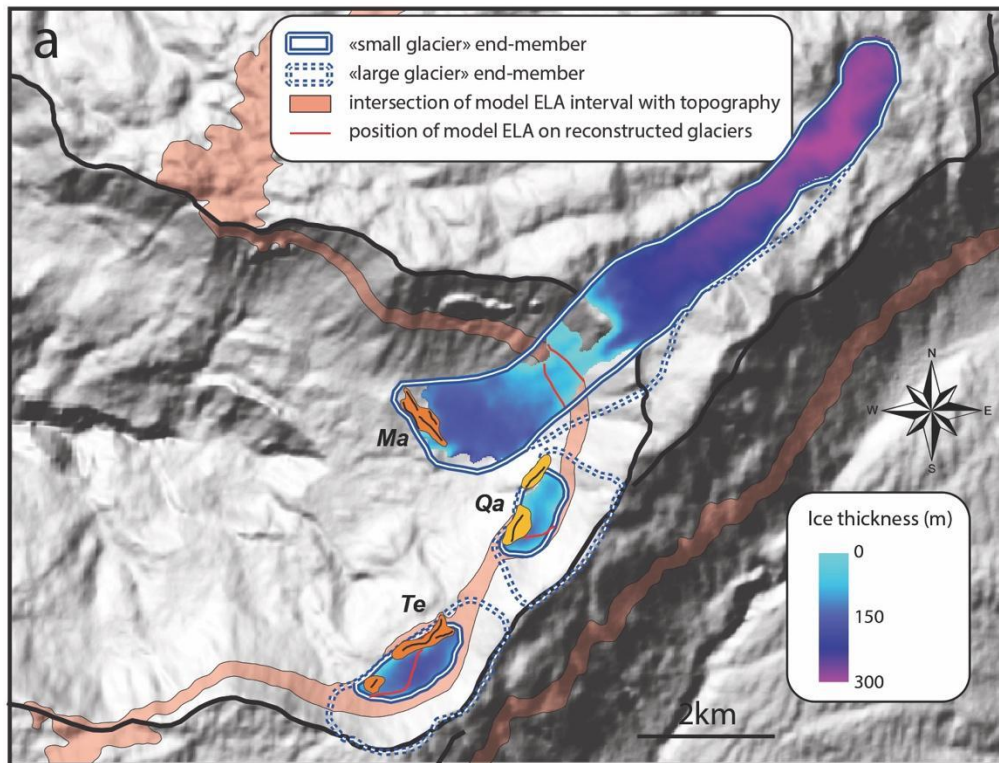 a
«small glacier» end-member
«large glacier» end-member
intersection of model ELA interval with topography
position of model ELA on reconstructed glaciers
N
W E
S
Ma
Qa
Te
Ice thickness (m)
0
150
300
2km